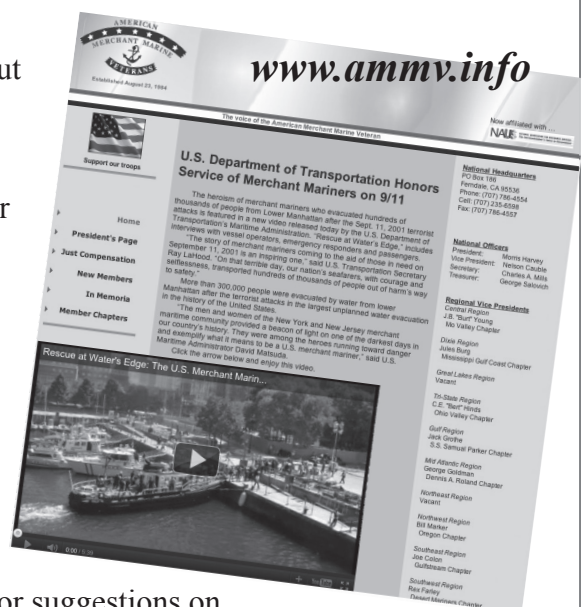 ut
www.ammv.info
r
AMERICAN
MERCHANT MARINE
VETERANS
Established August 23, 1984
The voice of the American Merchant Marine Veteran
Now affiliated with ...
Support our troops
Home
President's Page
Just Compensation
New Members
In Memoria
Member Chapters
U.S. Department of Transportation Honors
Service of Merchant Mariners on 9/11
The heroism of merchant mariners who evacuated hundreds of
thousands of people from Lower Manhattan after the Sept. 11, 2001 terrorist
attacks is featured in a new video released today by the U.S. Department of
Transportation's Maritime Administration. "Rescue at Water's Edge," includes
interviews with vessel operators, emergency responders and passengers.
"The story of merchant mariners coming to the aid of those in need on
September 11, 2001 is an inspiring one," said U.S. Transportation Secretary
Ray LaHood. "On that terrible day, our nation's seafarers, with courage and
selflessness, transported hundreds of thousands of people out of harm's way
to safety."
More than 300,000 people were evacuated by water from lower
Manhattan after the terrorist attacks in the largest unplanned water evacuation
in the history of the United States.
"The men and women of the New York and New Jersey merchant
maritime community provided a beacon of light on one of the darkest days in
our country's history. They were among the heroes running toward danger
and exemplify what it means to be a U.S. merchant mariner," said U.S.
Maritime Administrator David Matsuda.
Click the arrow below and enjoy this video.
Rescue at Water's Edge: The U.S. Merchant Marin...
0:00
National Headquarters
PO Box 186
Ferndale, CA 95536
Phone: (707) 786-4554
Cell: (707) 235-6598
Fax: (707) 786-4557
National Officers
President: Morris Harvey
Vice President: Nelson Cauble
Secretary: Charles A. Mills
Treasurer: George Salovich
Regional Vice Presidents
Central Region
J.B. "Burt" Young
Mo Valley Chapter
Dixie Region
Jules Burg
Mississippi Gulf Coast Chapter
Great Lakes Region
Vacant
Tri-State Region
C.E. "Bert" Hinds
Ohio Valley Chapter
Gulf Region
Jack Grothe
S.S. Samuel Parker Chapter
Mid Atlantic Region
George Goldman
Dennis A. Roland Chapter
Northeast Region
Vacant
Northwest Region
Bill Marker
Oregon Chapter
Southeast Region
Joe Colon
Gulfstream Chapter
Southwest Region
Rex Farley
Desert Mariners Chapter
or suggestions on